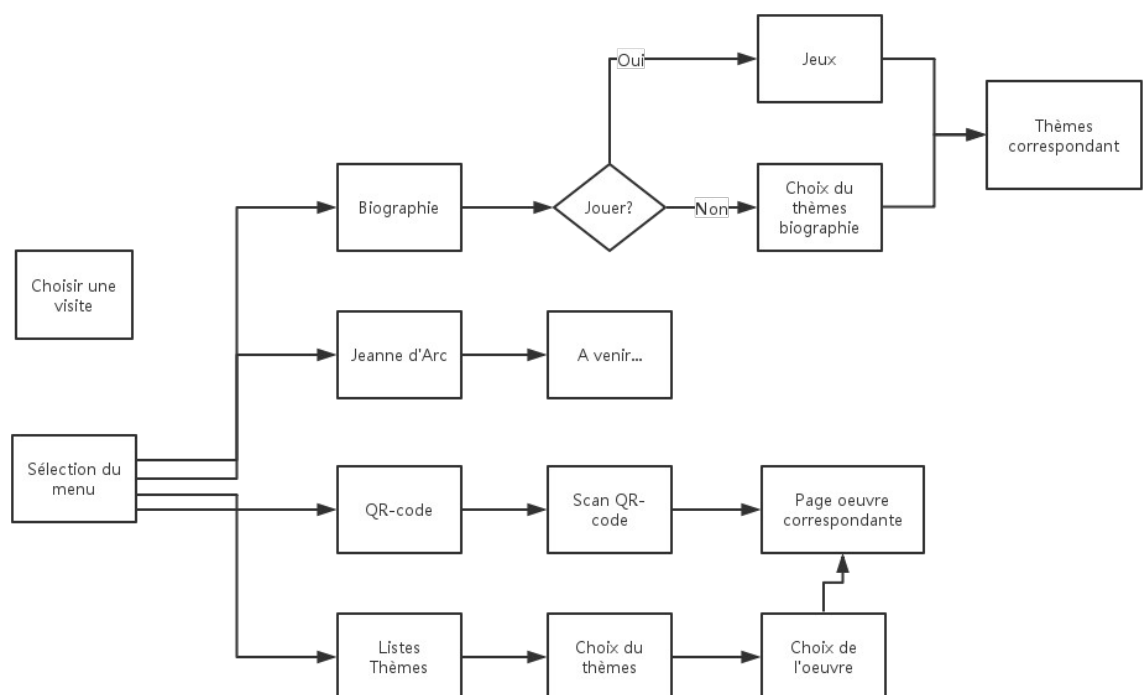 Oui
Jeux
Thèmes
correspondant
Biographie
Jouer?
Non
Choix du
thèmes
biographie
Choisir une
visite
Jeanne d'Arc
A venir...
Sélection du
menu
QR-code
Scan QR-
code
Page oeuvre
correspondante
Listes
Thèmes
Choix du
thèmes
Choix de
l'oeuvre